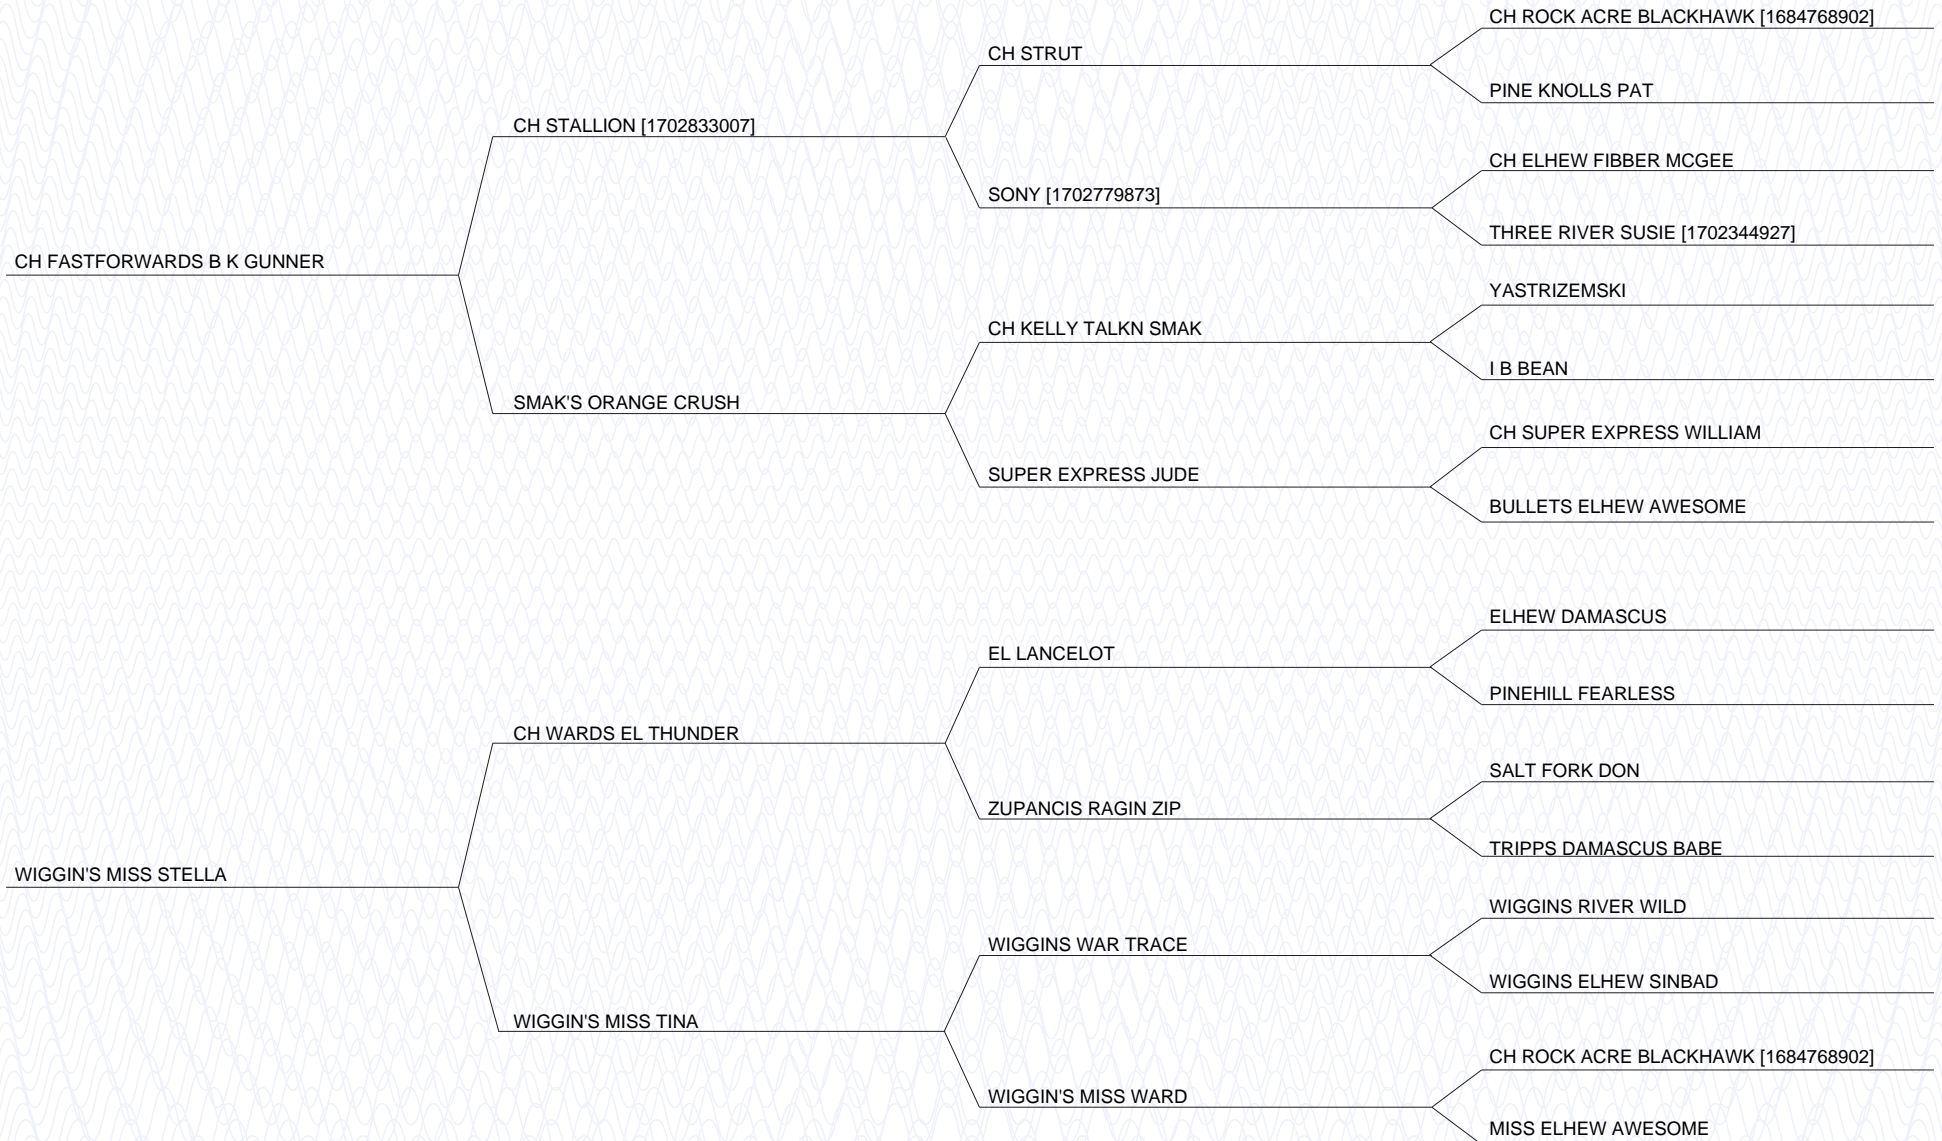 CH ROCK ACRE BLACKHAWK [1684768902]
CH STRUT
PINE KNOLLS PAT
CH STALLION [1702833007]
CH ELHEW FIBBER MCGEE
SONY [1702779873]
THREE RIVER SUSIE [1702344927]
CH FASTFORWARDS B K GUNNER
YASTRIZEMSKI
CH KELLY TALKN SMAK
I B BEAN
SMAK'S ORANGE CRUSH
CH SUPER EXPRESS WILLIAM
SUPER EXPRESS JUDE
BULLETS ELHEW AWESOME
ELHEW DAMASCUS
EL LANCELOT
PINEHILL FEARLESS
CH WARDS EL THUNDER
SALT FORK DON
ZUPANCIS RAGIN ZIP
TRIPPS DAMASCUS BABE
WIGGIN'S MISS STELLA
WIGGINS RIVER WILD
WIGGINS WAR TRACE
WIGGINS ELHEW SINBAD
WIGGIN'S MISS TINA
CH ROCK ACRE BLACKHAWK [1684768902]
WIGGIN'S MISS WARD
MISS ELHEW AWESOME